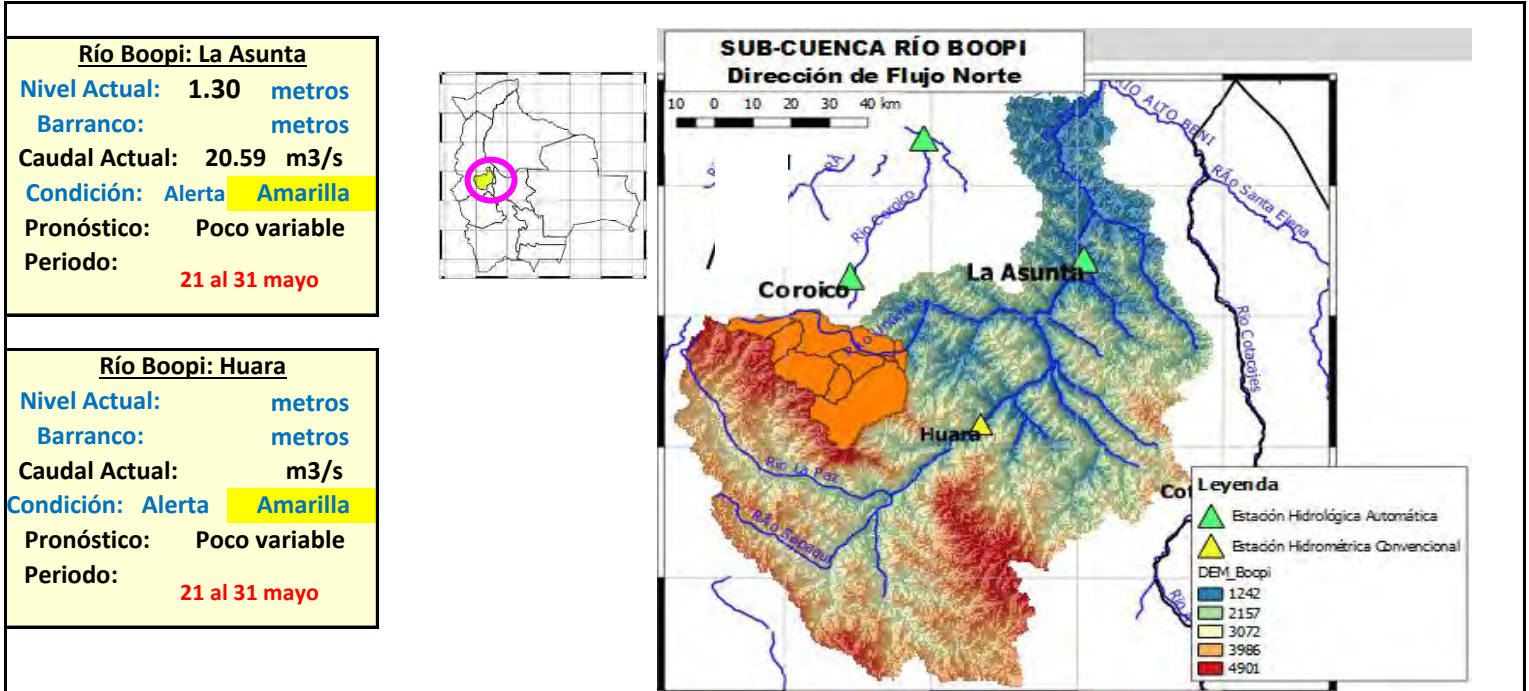 Río Boopi: La Asunta
Nivel Actual: 1.30 metros
Barranco: metros
Caudal Actual: 20.59 m3/s
Condición: Alerta Amarilla
Pronóstico: Poco variable
Periodo:
21 al 31 mayo
Río Boopi: Huara
Nivel Actual: metros
Barranco: metros
Caudal Actual: m3/s
Condición: Alerta Amarilla
Pronóstico: Poco variable
Periodo:
21 al 31 mayo
SUB-CUENCA RÍO BOOPI
Dirección de Flujo Norte
10 0 10 20 30 40 km
RÍO ALTO BENI
RÃo Santa Elena
Río Coroico
La Asunta
Coroico
Río Cotacajes
Huara
Río La Paz
RÃo Sapaqui
Cot
Leyenda
Estación Hidrológica Automática
Estación Hidrométrica Convencional
DEM_Boopi
1242
2157
3072
3986
4901